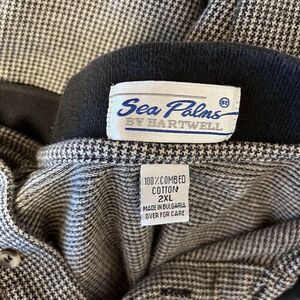 Sea Palms
BY HARTWELL
100% COMBED
COTTON
2XL
MADE IN BULGARIA
OVER FOR CARE